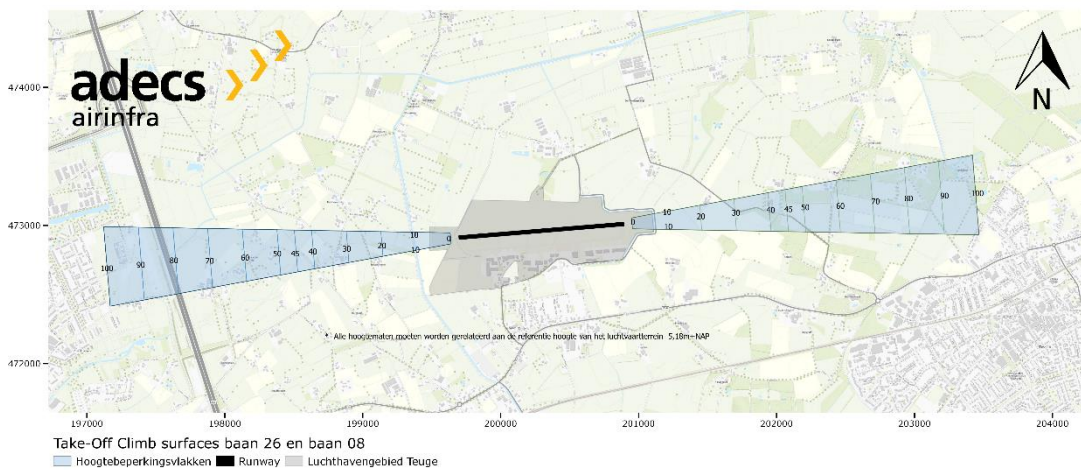 adecs
airinfra
N
474000
473000
472000
100 90 80 70 60 50 45 40 30 20 10 0
10
0 10 20 30 40 45 50 60 70 80 90 100
10
* Alle hoogtematen moeten worden gerelateerd aan de referentie hoogte van het luchtvaartterrein 5,18m+NAP
197000 198000 199000 200000 201000 202000 203000 204000
Take-Off Climb surfaces baan 26 en baan 08
Hoogtebeperkingsvlakken Runway Luchthavengebied Teuge